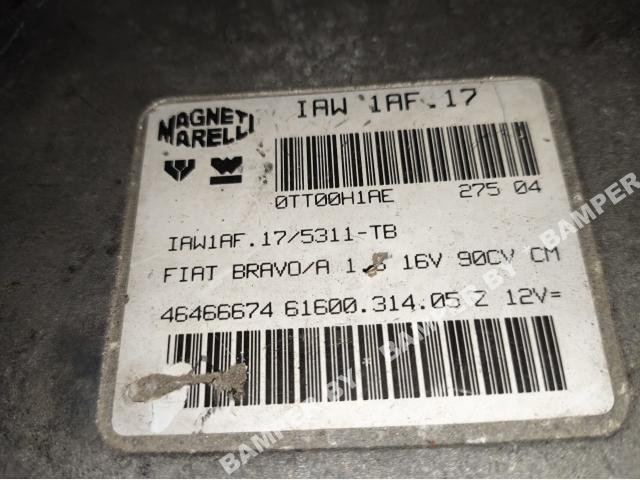 MAGNETI
MARELLI
IAW 1AF.17
0TT00H1AE 275 04
IAW1AF.17/5311-TB
FIAT BRAVO/A 16V 90CV CM
46466674 61600.314.05 Z 12V=
BAMPER.BY - BAMPER.BY - BAMPER.BY - BAMPER